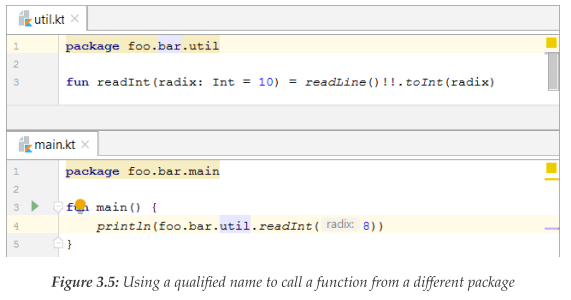 util.kt
1 package foo.bar.util
2
3 fun readInt(radix: Int = 10) = readLine()!!.toInt(radix)
main.kt
1 package foo.bar.main
2
3 fun main() {
4 println(foo.bar.util.readInt( radix: 8))
5 }
Figure 3.5: Using a qualified name to call a function from a different package